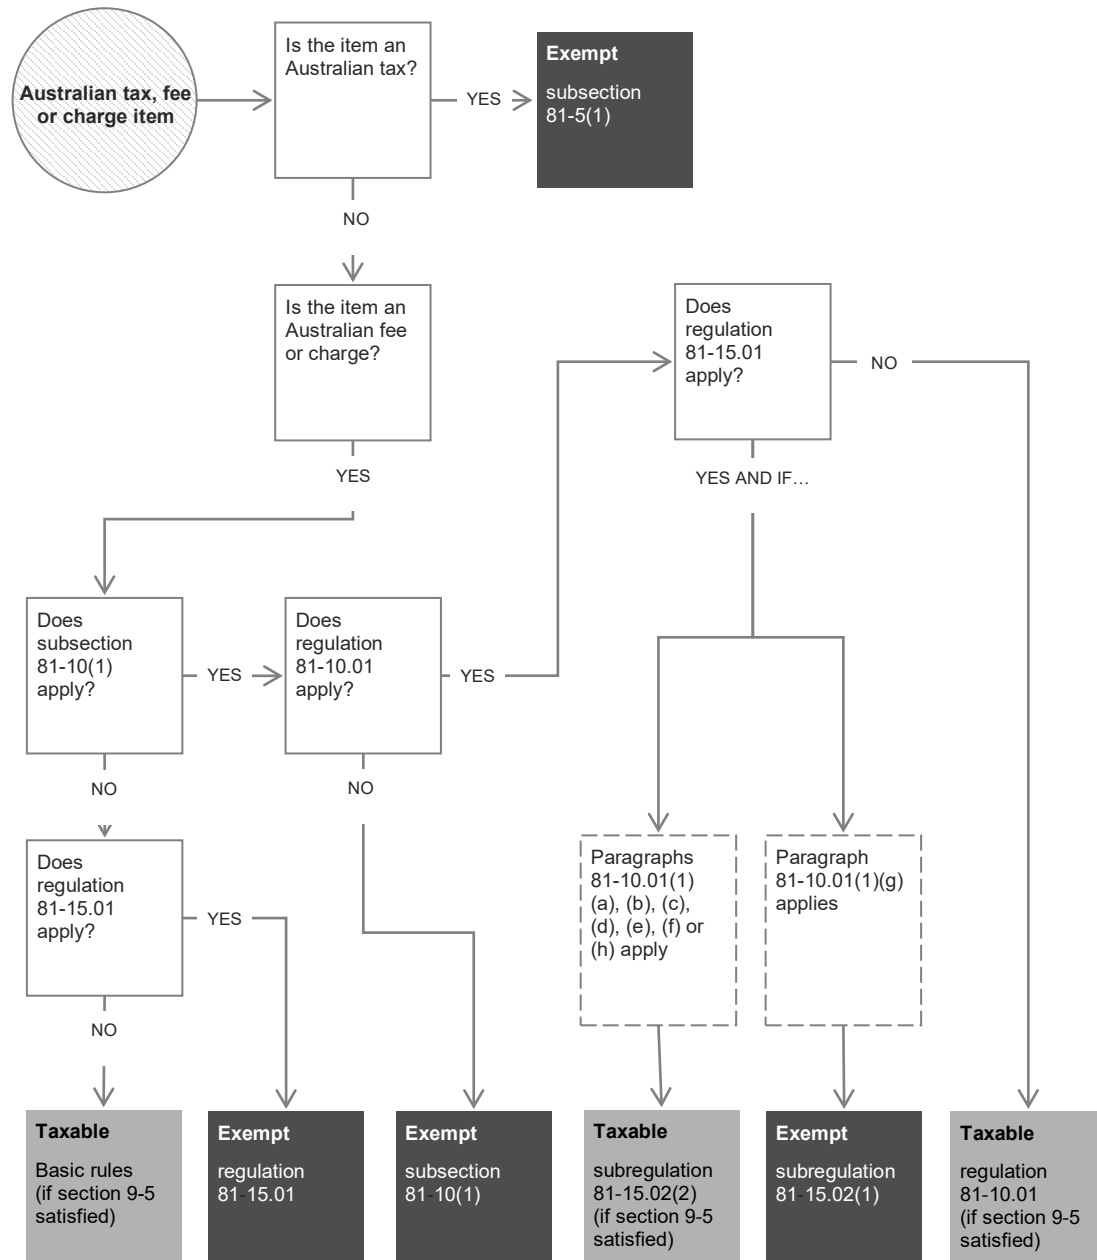 Australian tax, fee
or charge item
Is the item an
Australian tax?
YES
Exempt
subsection
81-5(1)
NO
Is the item an
Australian fee
or charge?
YES
Does
regulation
81-15.01
apply?
NO
YES AND IF…
Does
subsection
81-10(1)
apply?
YES
Does
regulation
81-10.01
apply?
YES
NO
NO
Does
regulation
81-15.01
apply?
YES
NO
Paragraphs
81-10.01(1)
(a), (b), (c),
(d), (e), (f) or
(h) apply
Paragraph
81-10.01(1)(g)
applies
Taxable
Basic rules
(if section 9-5
satisfied)
Exempt
regulation
81-15.01
Exempt
subsection
81-10(1)
Taxable
subregulation
81-15.02(2)
(if section 9-5
satisfied)
Exempt
subregulation
81-15.02(1)
Taxable
regulation
81-10.01
(if section 9-5
satisfied)